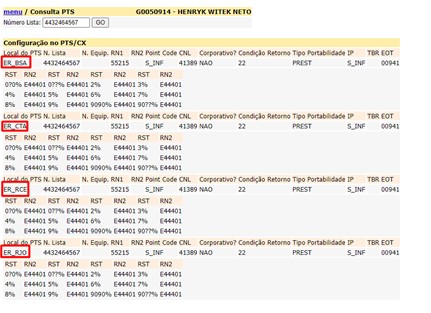 menu / Consulta PTS G0050914 - HENRYK WITEK NETO
Número Lista: 4432464567 GO
Configuração no PTS/CX
Local do PTS N. Lista N. Equip. RN1 RN2 Point Code CNL Corporativo? Condição Retorno Tipo Portabilidade IP TBR EOT
ER_BSA 4432464567 55215 S_INF 41389 NAO 22 PREST S_INF 00941
RST RN2 RST RN2 RST RN2 RST RN2
0?0% E44401 0??% E44401 2% E44401 3% E44401
4% E44401 5% E44401 6% E44401 7% E44401
8% E44401 9% E44401 9090% E44401 90??% E44401
Local do PTS N. Lista N. Equip. RN1 RN2 Point Code CNL Corporativo? Condição Retorno Tipo Portabilidade IP TBR EOT
ER_CTA 4432464567 55215 S_INF 41389 NAO 22 PREST S_INF 00941
RST RN2 RST RN2 RST RN2 RST RN2
0?0% E44401 0??% E44401 2% E44401 3% E44401
4% E44401 5% E44401 6% E44401 7% E44401
8% E44401 9% E44401 9090% E44401 90??% E44401
Local do PTS N. Lista N. Equip. RN1 RN2 Point Code CNL Corporativo? Condição Retorno Tipo Portabilidade IP TBR EOT
ER_RCE 4432464567 55215 S_INF 41389 NAO 22 PREST S_INF 00941
RST RN2 RST RN2 RST RN2 RST RN2
0?0% E44401 0??% E44401 2% E44401 3% E44401
4% E44401 5% E44401 6% E44401 7% E44401
8% E44401 9% E44401 9090% E44401 90??% E44401
Local do PTS N. Lista N. Equip. RN1 RN2 Point Code CNL Corporativo? Condição Retorno Tipo Portabilidade IP TBR EOT
ER_RJO 4432464567 55215 S_INF 41389 NAO 22 PREST S_INF 00941
RST RN2 RST RN2 RST RN2 RST RN2
0?0% E44401 0??% E44401 2% E44401 3% E44401
4% E44401 5% E44401 6% E44401 7% E44401
8% E44401 9% E44401 9090% E44401 90??% E44401